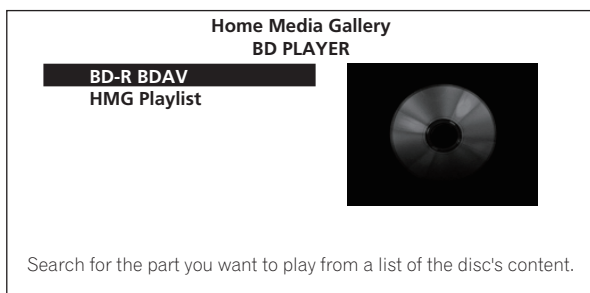 Home Media Gallery
BD PLAYER
BD-R BDAV
HMG Playlist
Search for the part you want to play from a list of the disc's content.